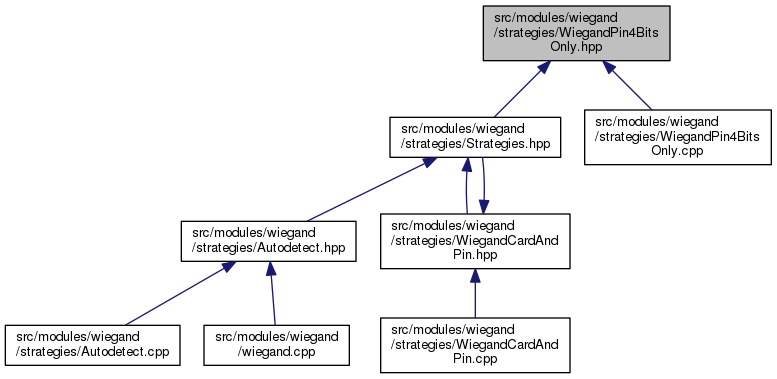 src/modules/wiegand
/strategies/WiegandPin4Bits
Only.hpp
src/modules/wiegand
/strategies/Strategies.hpp
src/modules/wiegand
/strategies/WiegandPin4Bits
Only.cpp
src/modules/wiegand
/strategies/Autodetect.hpp
src/modules/wiegand
/strategies/WiegandCardAnd
Pin.hpp
src/modules/wiegand
/strategies/Autodetect.cpp
src/modules/wiegand
/wiegand.cpp
src/modules/wiegand
/strategies/WiegandCardAnd
Pin.cpp